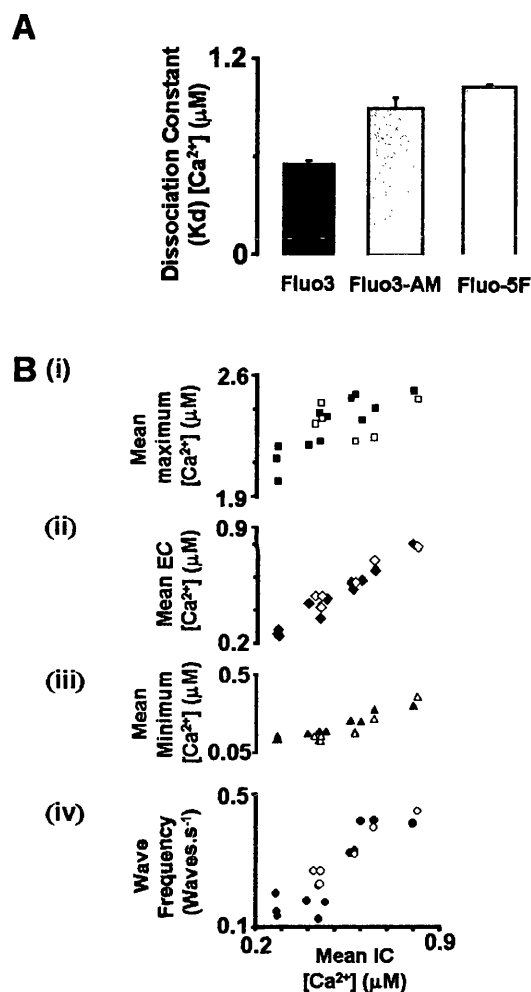 A
Dissociation Constant
(Kd) [Ca²⁺] (μM)
1.2
0
Fluo3
Fluo3-AM
Fluo-5F
B (i)
Mean
maximum
[Ca²⁺] (μM)
2.6
1.9
(ii)
Mean EC
[Ca²⁺] (μM)
0.9
0.2
(iii)
Mean
Minimum
[Ca²⁺] (μM)
0.5
0.05
(iv)
Wave
Frequency
(Waves.s⁻¹)
0.5
0.1
0.2
0.9
Mean IC
[Ca²⁺] (μM)